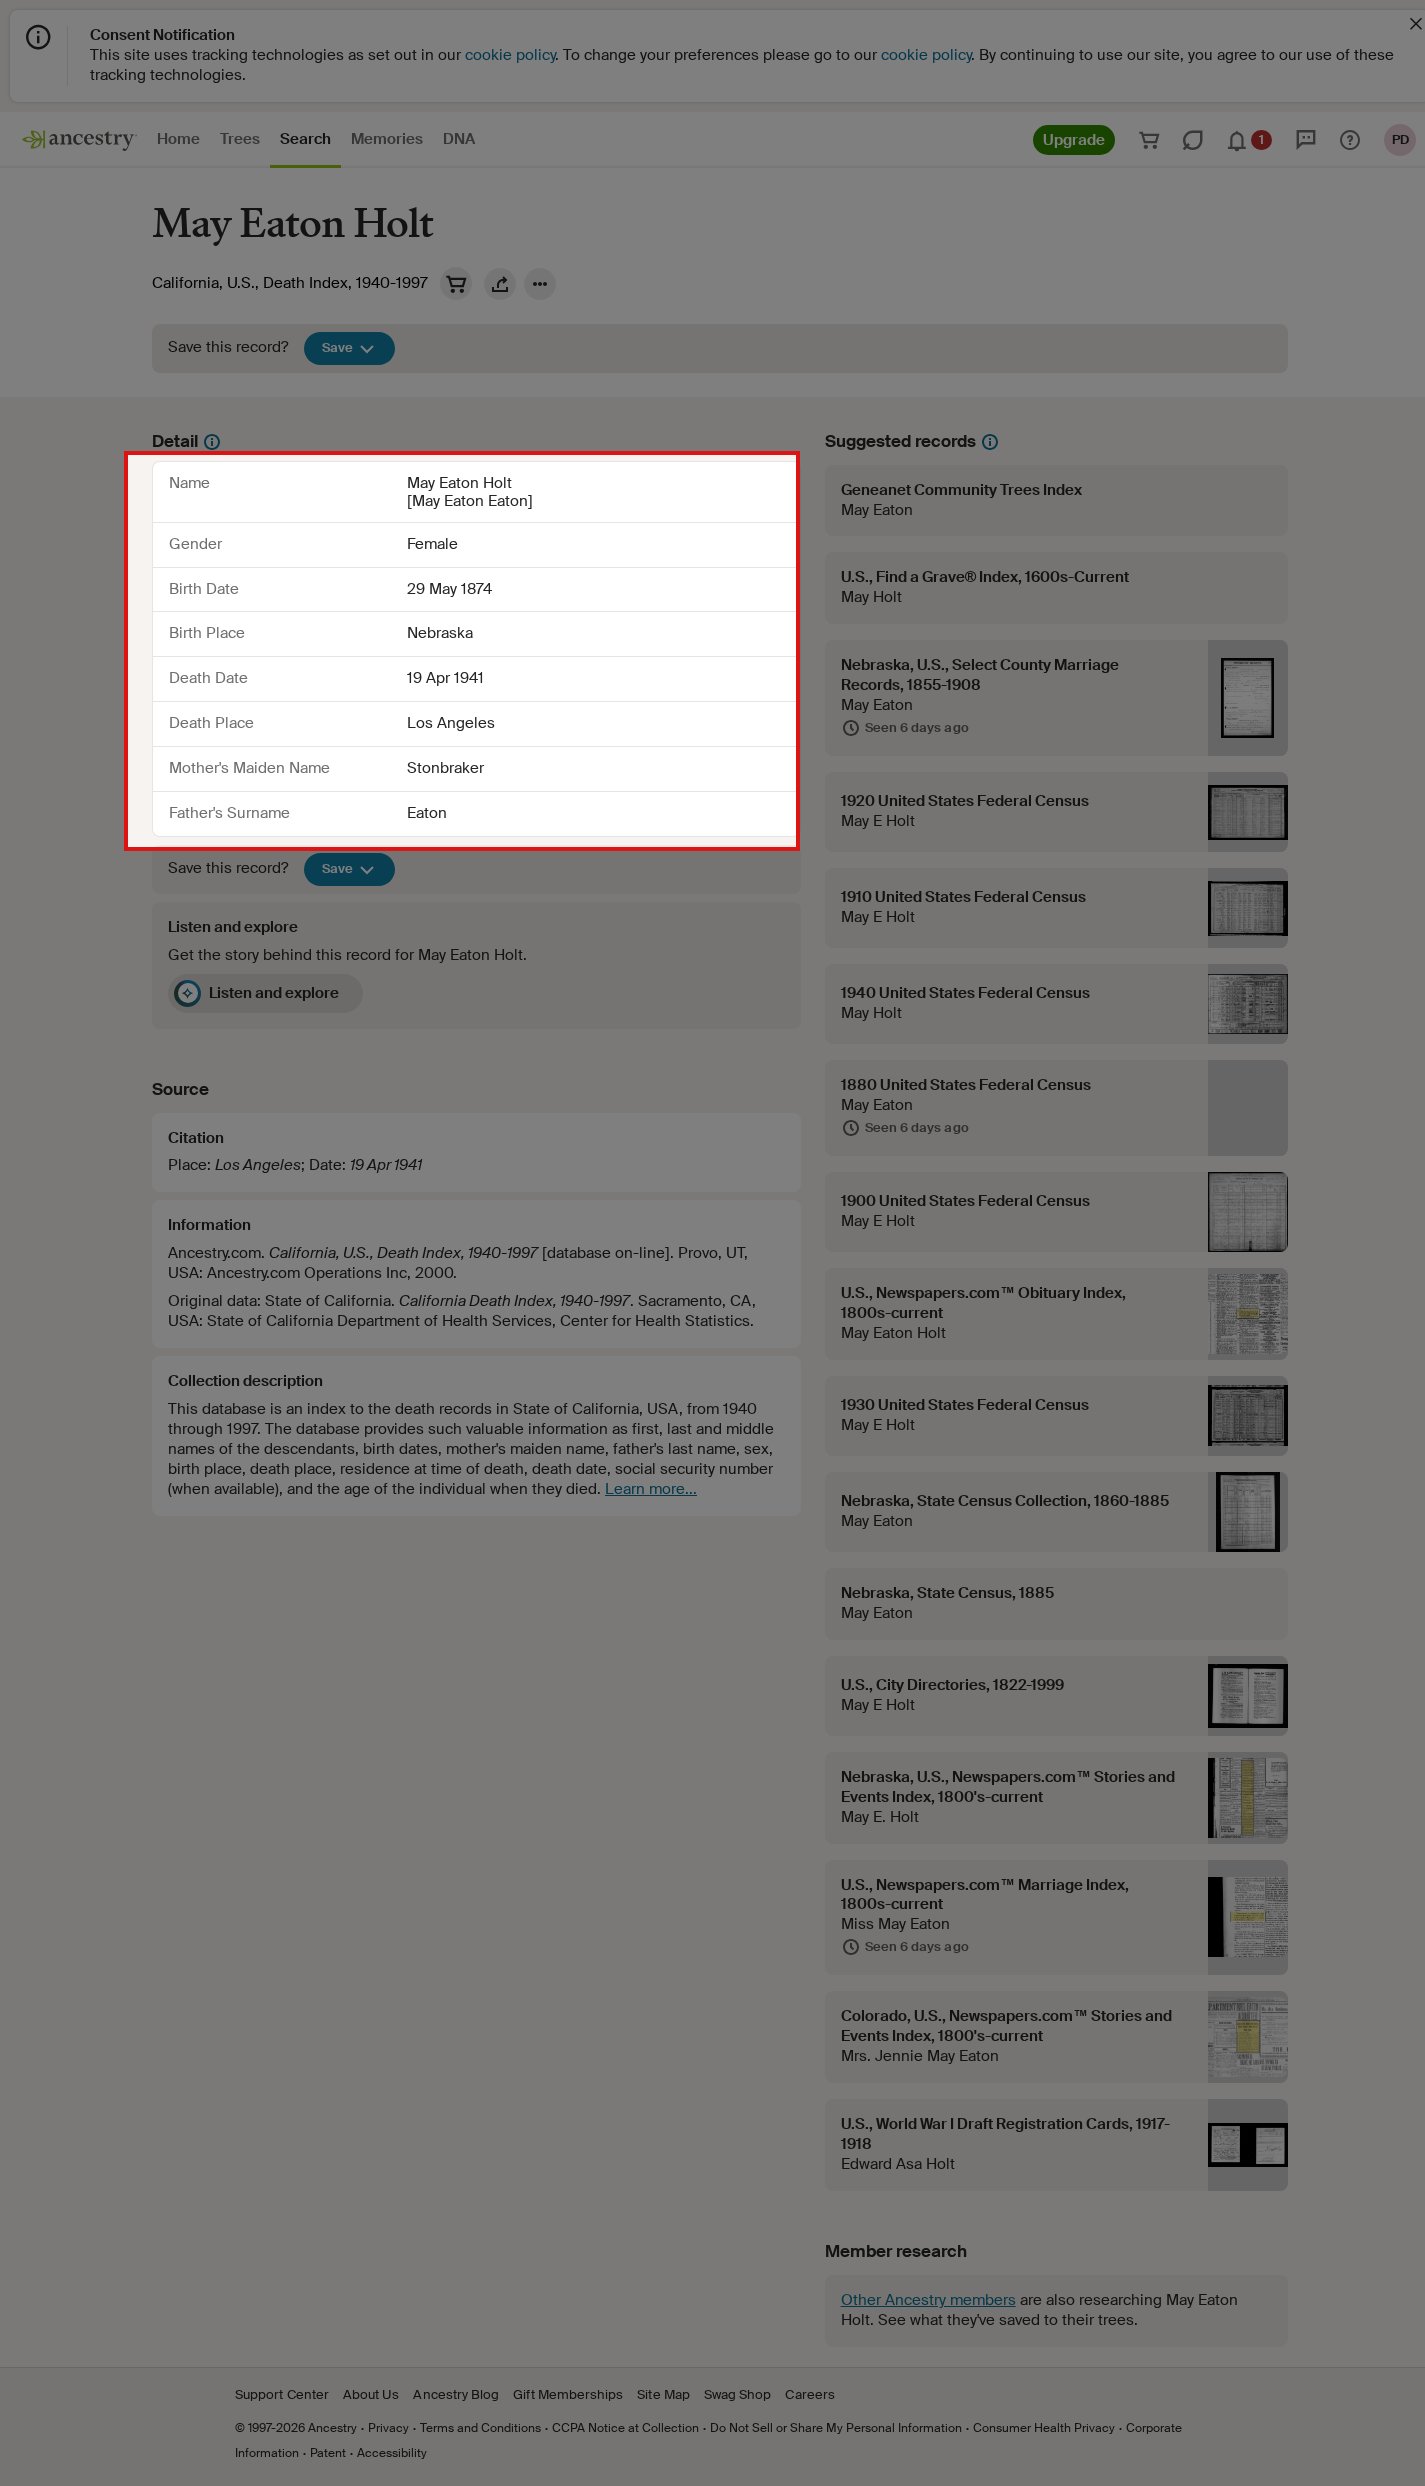 Consent Notification
This site uses tracking technologies as set out in our cookie policy. To change your preferences please go to our cookie policy. By continuing to use our site, you agree to our use of these
tracking technologies.
ancestry
Home Trees Search Memories DNA
Upgrade
1
PD
May Eaton Holt
California, U.S., Death Index, 1940-1997
Save this record? Save
Detail
Name May Eaton Holt
[May Eaton Eaton]
Gender Female
Birth Date 29 May 1874
Birth Place Nebraska
Death Date 19 Apr 1941
Death Place Los Angeles
Mother's Maiden Name Stonbraker
Father's Surname Eaton
Save this record? Save
Listen and explore
Get the story behind this record for May Eaton Holt.
Listen and explore
Source
Citation
Place: Los Angeles; Date: 19 Apr 1941
Information
Ancestry.com. California, U.S., Death Index, 1940-1997 [database on-line]. Provo, UT,
USA: Ancestry.com Operations Inc, 2000.
Original data: State of California. California Death Index, 1940-1997. Sacramento, CA,
USA: State of California Department of Health Services, Center for Health Statistics.
Collection description
This database is an index to the death records in State of California, USA, from 1940
through 1997. The database provides such valuable information as first, last and middle
names of the descendants, birth dates, mother's maiden name, father's last name, sex,
birth place, death place, residence at time of death, death date, social security number
(when available), and the age of the individual when they died. Learn more...
Suggested records
Geneanet Community Trees Index
May Eaton
U.S., Find a Grave® Index, 1600s-Current
May Holt
Nebraska, U.S., Select County Marriage
Records, 1855-1908
May Eaton
Seen 6 days ago
1920 United States Federal Census
May E Holt
1910 United States Federal Census
May E Holt
1940 United States Federal Census
May Holt
1880 United States Federal Census
May Eaton
Seen 6 days ago
1900 United States Federal Census
May E Holt
U.S., Newspapers.com™ Obituary Index,
1800s-current
May Eaton Holt
1930 United States Federal Census
May E Holt
Nebraska, State Census Collection, 1860-1885
May Eaton
Nebraska, State Census, 1885
May Eaton
U.S., City Directories, 1822-1999
May E Holt
Nebraska, U.S., Newspapers.com™ Stories and
Events Index, 1800's-current
May E. Holt
U.S., Newspapers.com™ Marriage Index,
1800s-current
Miss May Eaton
Seen 6 days ago
Colorado, U.S., Newspapers.com™ Stories and
Events Index, 1800's-current
Mrs. Jennie May Eaton
U.S., World War I Draft Registration Cards, 1917-
1918
Edward Asa Holt
Member research
Other Ancestry members are also researching May Eaton
Holt. See what they've saved to their trees.
Support Center About Us Ancestry Blog Gift Memberships Site Map Swag Shop Careers
© 1997-2026 Ancestry · Privacy · Terms and Conditions · CCPA Notice at Collection · Do Not Sell or Share My Personal Information · Consumer Health Privacy · Corporate
Information · Patent · Accessibility